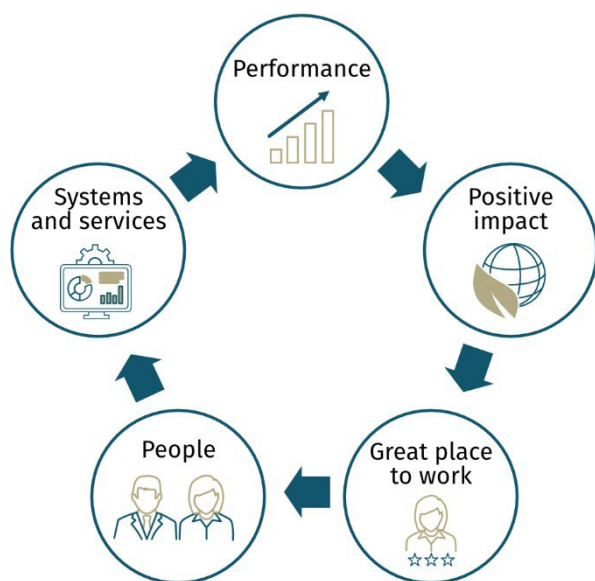 Performance
Positive
impact
Great place
to work
People
Systems
and services